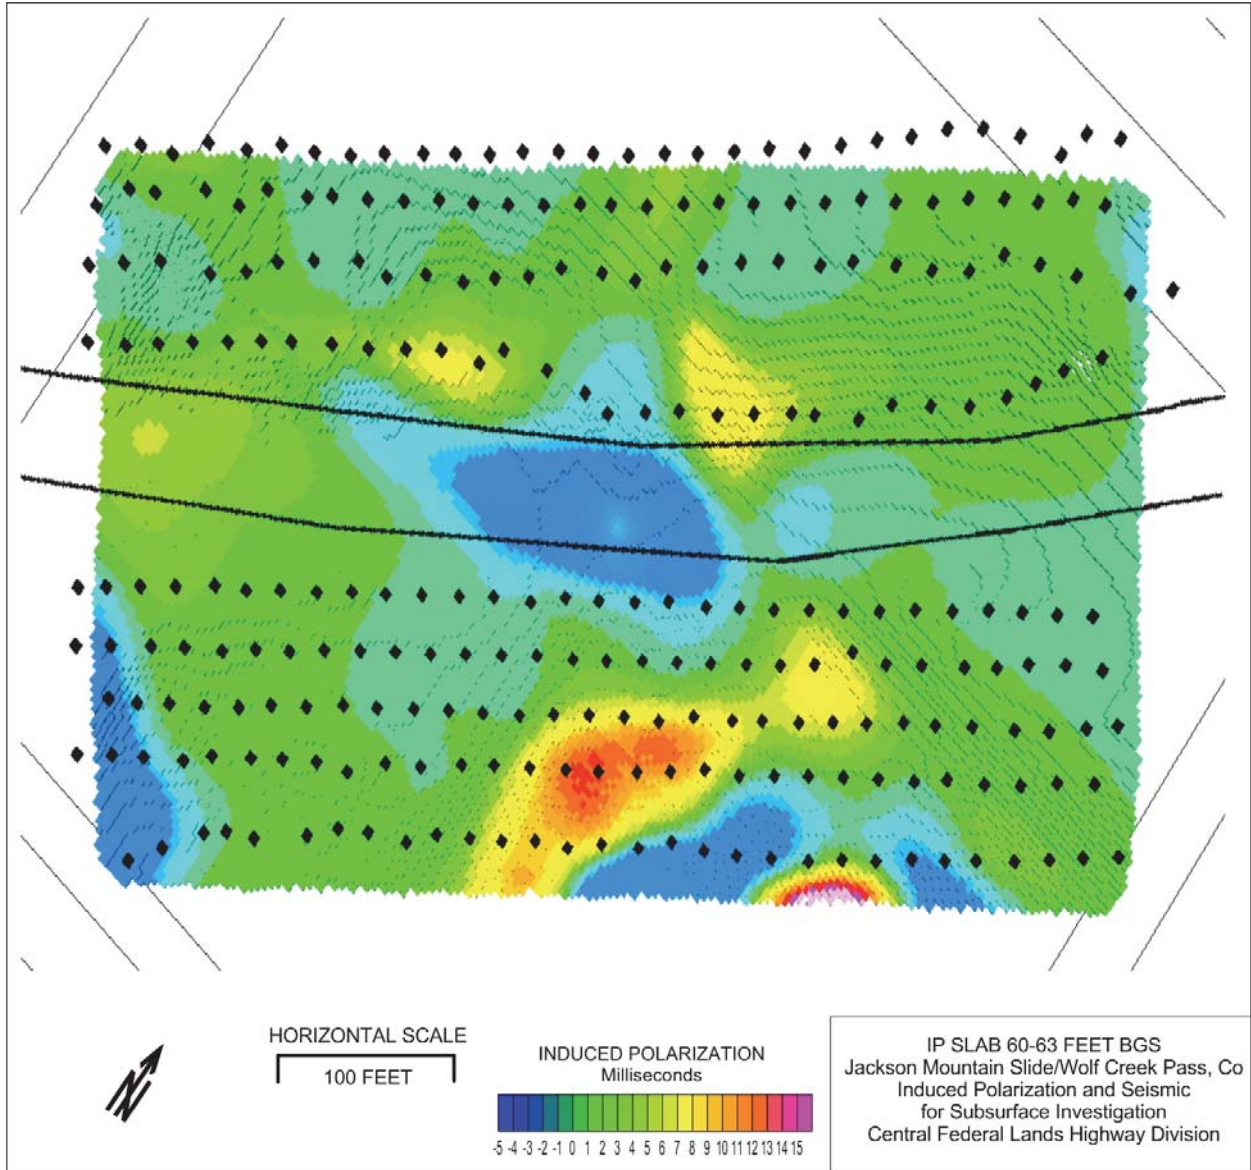 HORIZONTAL SCALE
100 FEET
N
INDUCED POLARIZATION
Milliseconds
-5 -4 -3 -2 -1 0 1 2 3 4 5 6 7 8 9 10 11 12 13 14 15
IP SLAB 60-63 FEET BGS
Jackson Mountain Slide/Wolf Creek Pass, Co
Induced Polarization and Seismic
for Subsurface Investigation
Central Federal Lands Highway Division